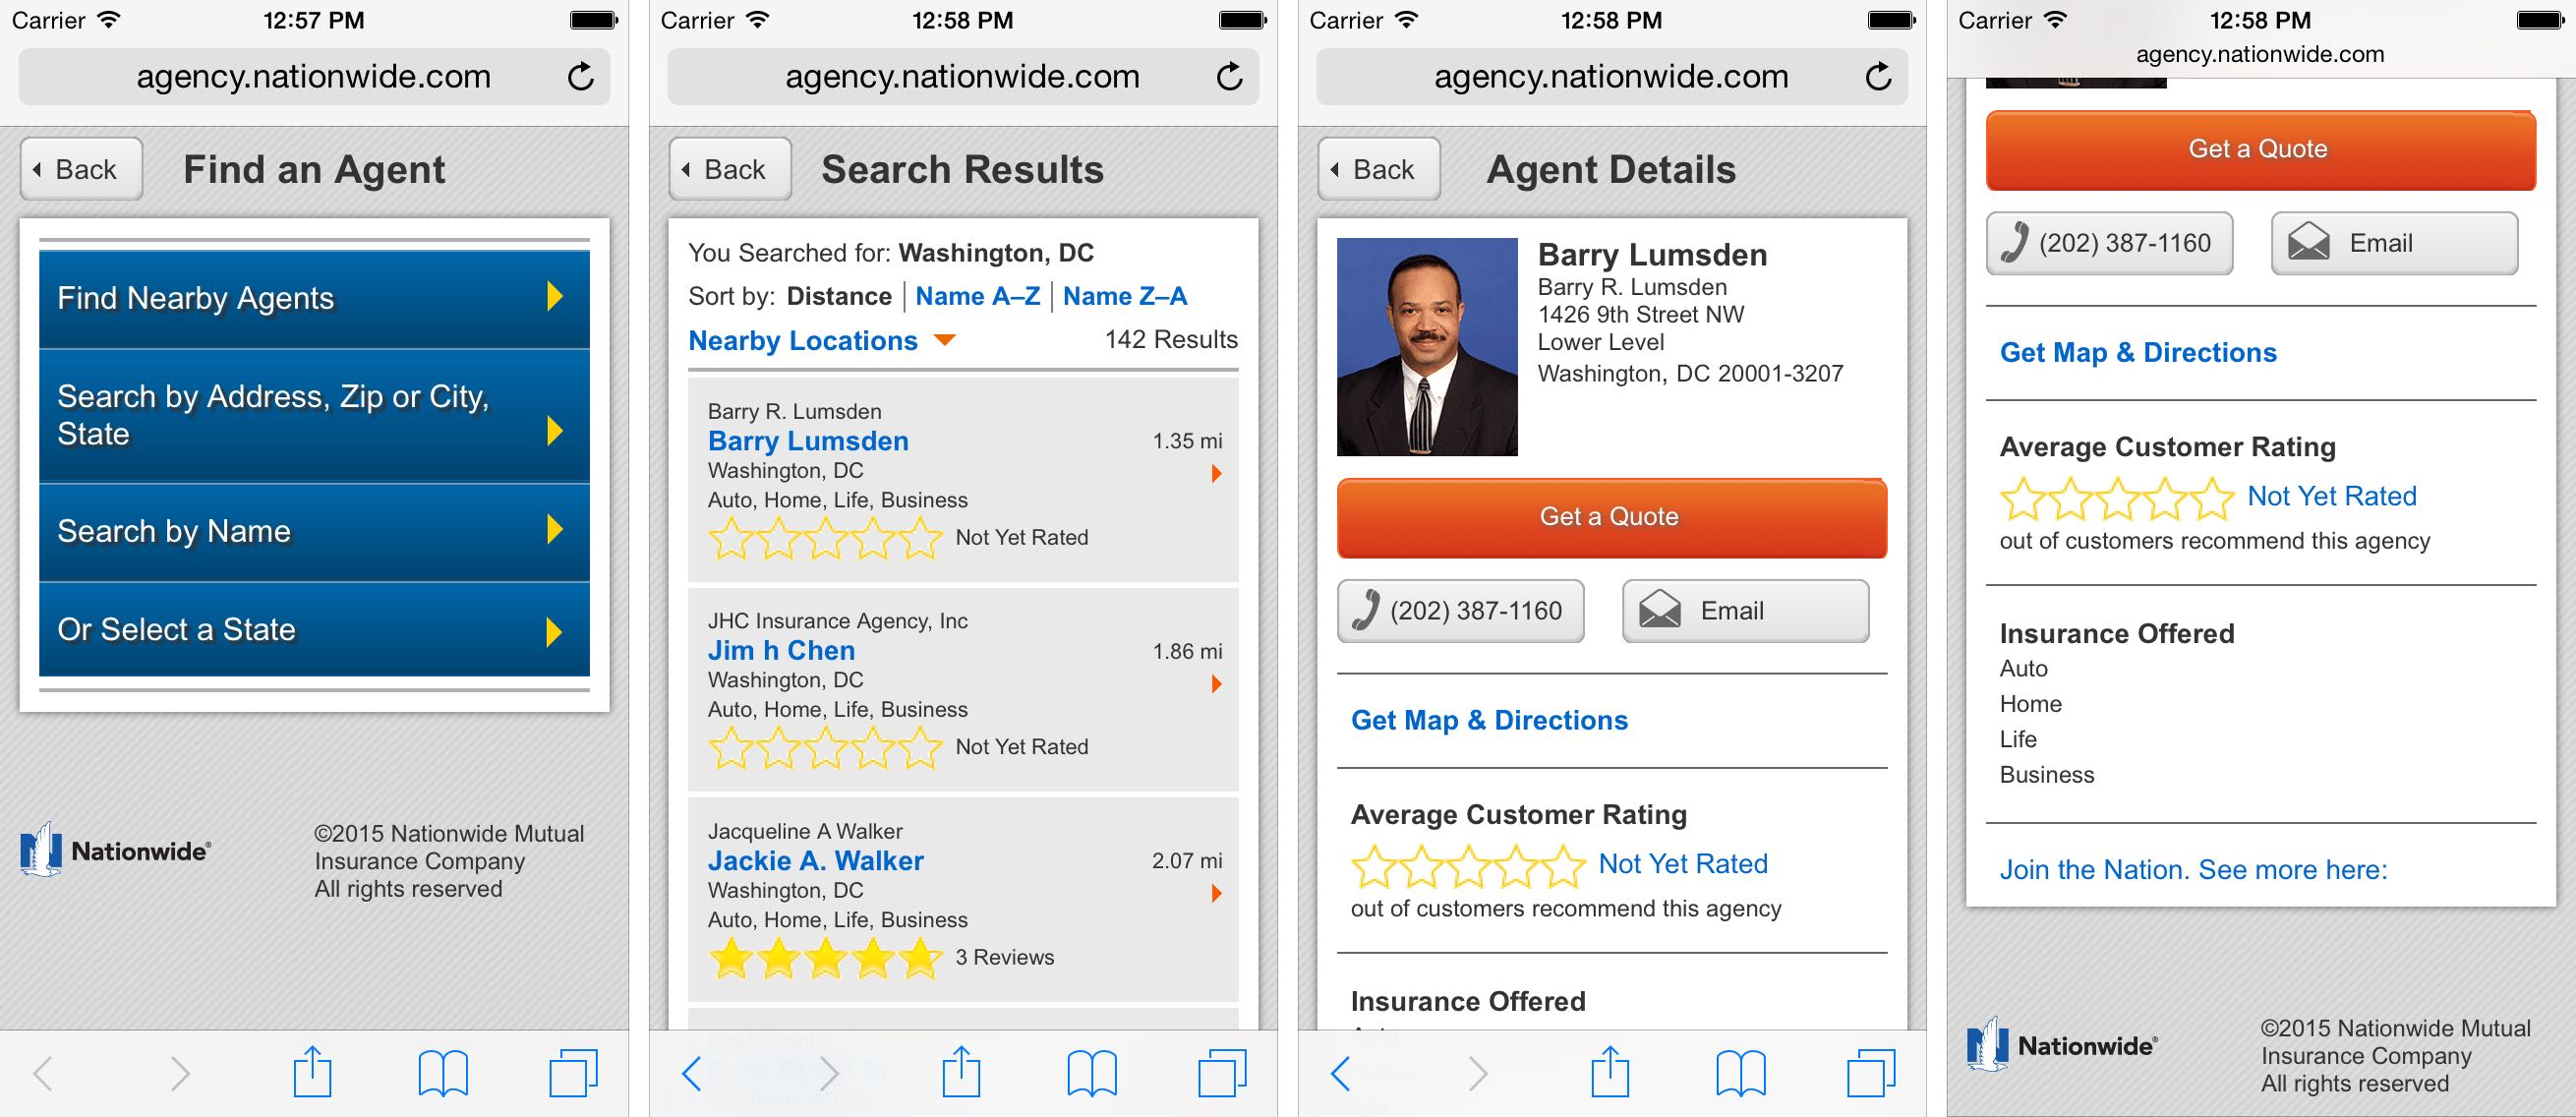 Carrier 12:57 PM
agency.nationwide.com
Back
Find an Agent
Find Nearby Agents
Search by Address, Zip or City,
State
Search by Name
Or Select a State
Nationwide®
©2015 Nationwide Mutual
Insurance Company
All rights reserved
Carrier 12:58 PM
agency.nationwide.com
Back
Search Results
You Searched for: Washington, DC
Sort by: Distance | Name A–Z | Name Z–A
Nearby Locations 142 Results
Barry R. Lumsden
Barry Lumsden 1.35 mi
Washington, DC
Auto, Home, Life, Business
Not Yet Rated
JHC Insurance Agency, Inc
Jim h Chen 1.86 mi
Washington, DC
Auto, Home, Life, Business
Not Yet Rated
Jacqueline A Walker
Jackie A. Walker 2.07 mi
Washington, DC
Auto, Home, Life, Business
3 Reviews
Carrier 12:58 PM
agency.nationwide.com
Back
Agent Details
Barry Lumsden
Barry R. Lumsden
1426 9th Street NW
Lower Level
Washington, DC 20001-3207
Get a Quote
(202) 387-1160
Email
Get Map & Directions
Average Customer Rating
Not Yet Rated
out of customers recommend this agency
Insurance Offered
Carrier 12:58 PM
agency.nationwide.com
Get a Quote
(202) 387-1160
Email
Get Map & Directions
Average Customer Rating
Not Yet Rated
out of customers recommend this agency
Insurance Offered
Auto
Home
Life
Business
Join the Nation. See more here:
Nationwide®
©2015 Nationwide Mutual
Insurance Company
All rights reserved